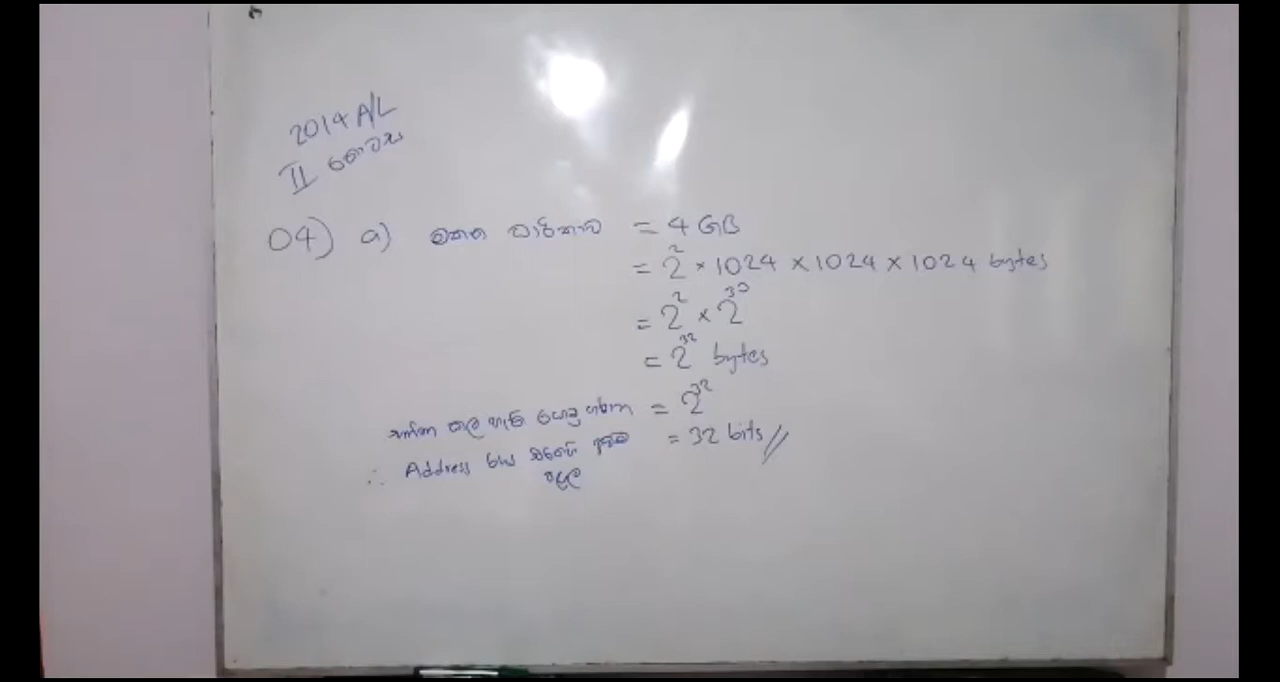 2014 A/L
II කොටස
04) a) මතක ධාරිතාව = 4 GB
= 2² × 1024 × 1024 × 1024 bytes
= 2² × 2³⁰
= 2³² bytes
හැකි = 2³²
∴ Address bus = 32 bits //